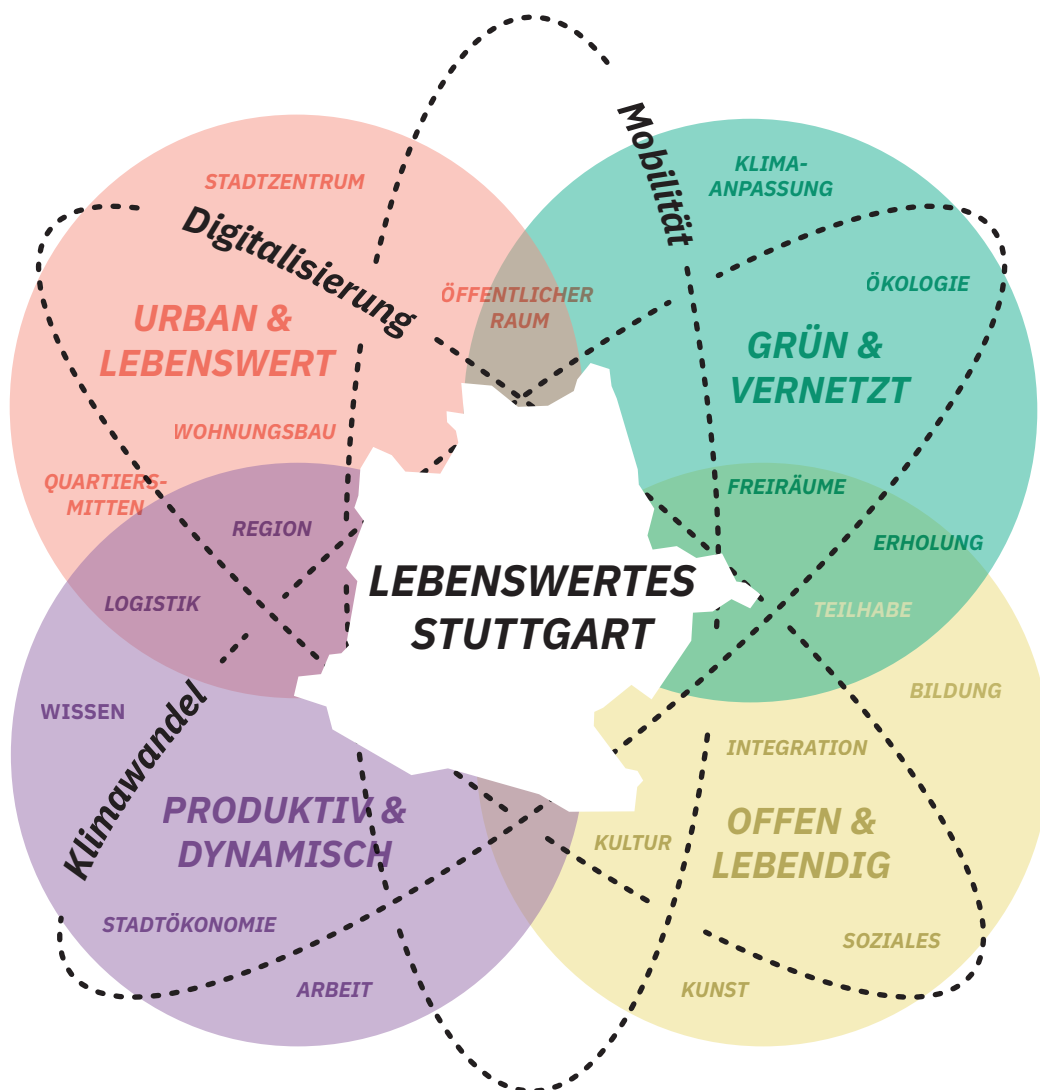 Mobilität
KLIMA-
ANPASSUNG
STADTZENTRUM
Digitalisierung
ÖKOLOGIE
ÖFFENTLICHER
RAUM
URBAN &
LEBENSWERT
GRÜN &
VERNETZT
WOHNUNGSBAU
QUARTIERS-
MITTEN
FREIRÄUME
REGION
ERHOLUNG
LEBENSWERTES
STUTTGART
LOGISTIK
TEILHABE
WISSEN
BILDUNG
Klimawandel
INTEGRATION
PRODUKTIV &
DYNAMISCH
OFFEN &
LEBENDIG
KULTUR
STADTÖKONOMIE
SOZIALES
ARBEIT
KUNST